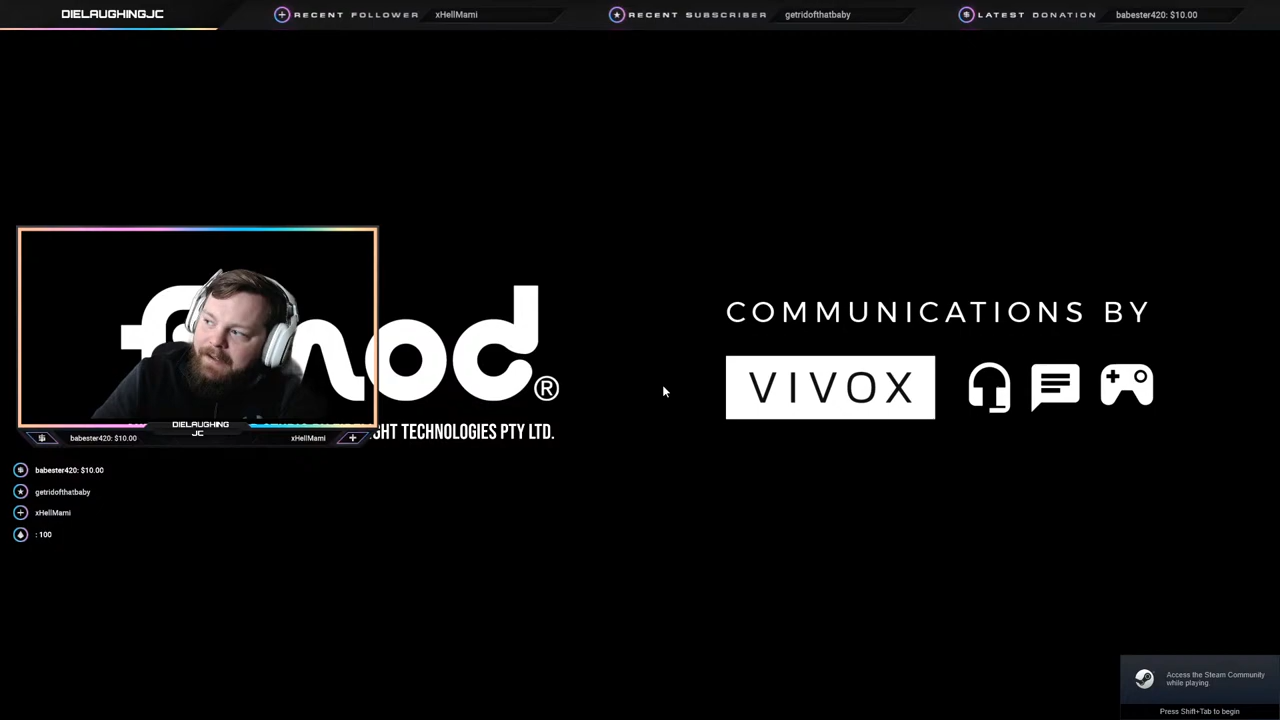 DIELAUGHINGJC
RECENT FOLLOWER xHellMami
RECENT SUBSCRIBER getridofthatbaby
LATEST DONATION babester420: $10.00
mod®
GHT TECHNOLOGIES PTY LTD.
COMMUNICATIONS BY
VIVOX
DIELAUGHING
JC
babester420: $10.00
xHellMami
babester420: $10.00
getridofthatbaby
xHellMami
: 100
Access the Steam Community
while playing.
Press Shift+Tab to begin